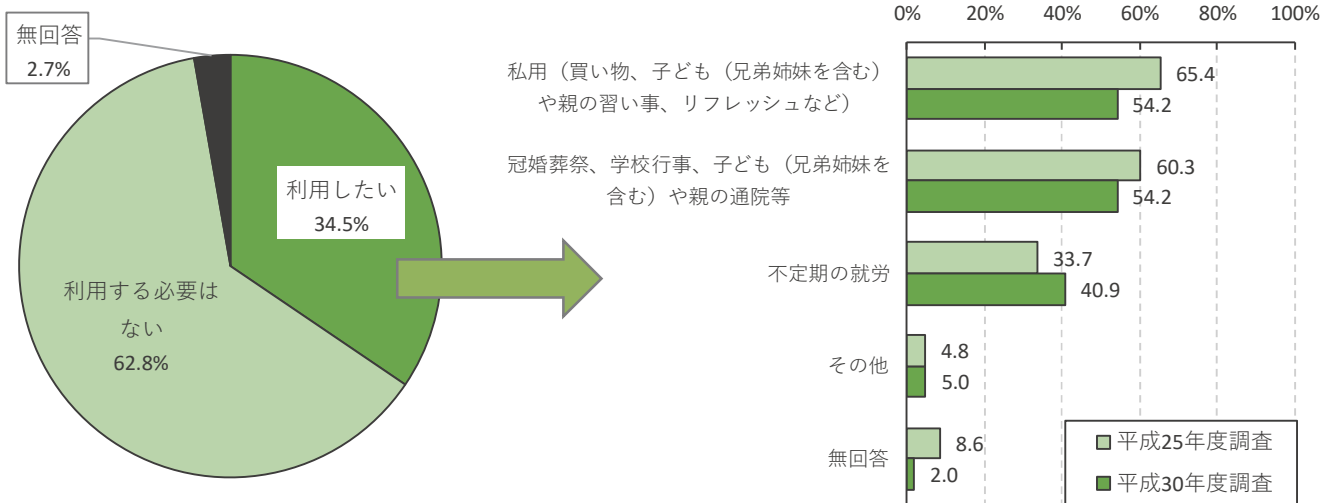 無回答
2.7%
利用したい
34.5%
利用する必要は
ない
62.8%
0%
20%
40%
60%
80%
100%
私用（買い物、子ども（兄弟姉妹を含む）
や親の習い事、リフレッシュなど）
65.4
54.2
冠婚葬祭、学校行事、子ども（兄弟姉妹を
含む）や親の通院等
60.3
54.2
不定期の就労
33.7
40.9
その他
4.8
5.0
無回答
8.6
2.0
平成25年度調査
平成30年度調査